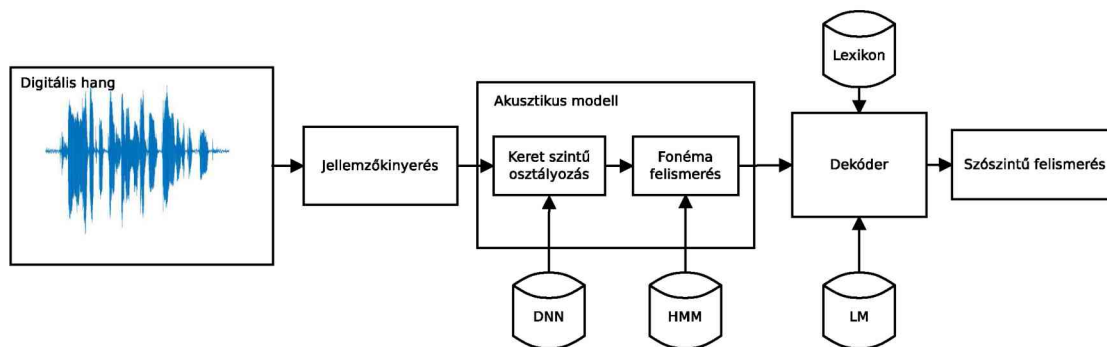 Lexikon
Digitális hang
Akusztikus modell
Jellemzőkinyerés
Keret szintű
osztályozás
Fonéma
felismerés
Dekóder
Szószintű felismerés
DNN
HMM
LM